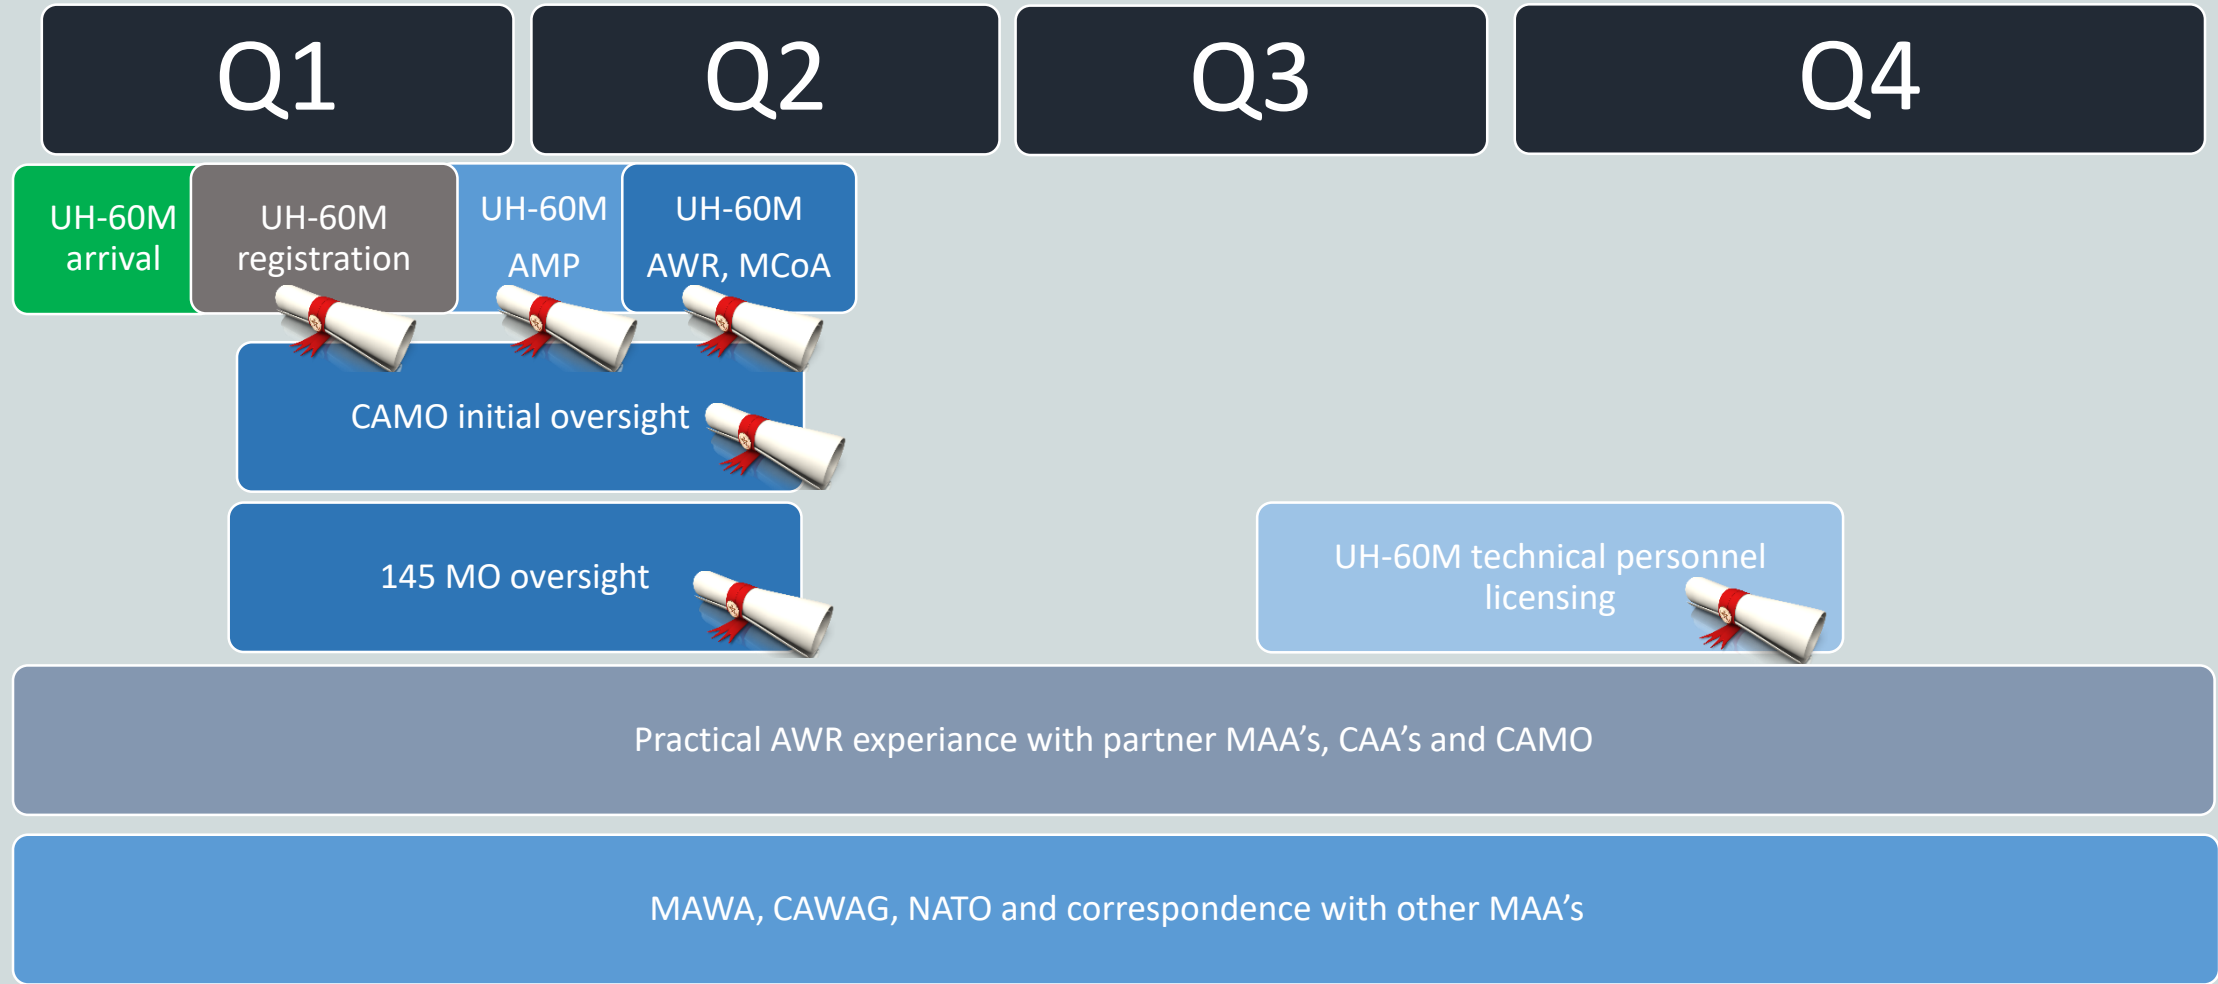 Q1
Q2
Q3
Q4
UH-60M
arrival
UH-60M
registration
UH-60M
AMP
UH-60M
AWR, MCoA
CAMO initial oversight
145 MO oversight
UH-60M technical personnel
licensing
Practical AWR experiance with partner MAA’s, CAA’s and CAMO
MAWA, CAWAG, NATO and correspondence with other MAA’s